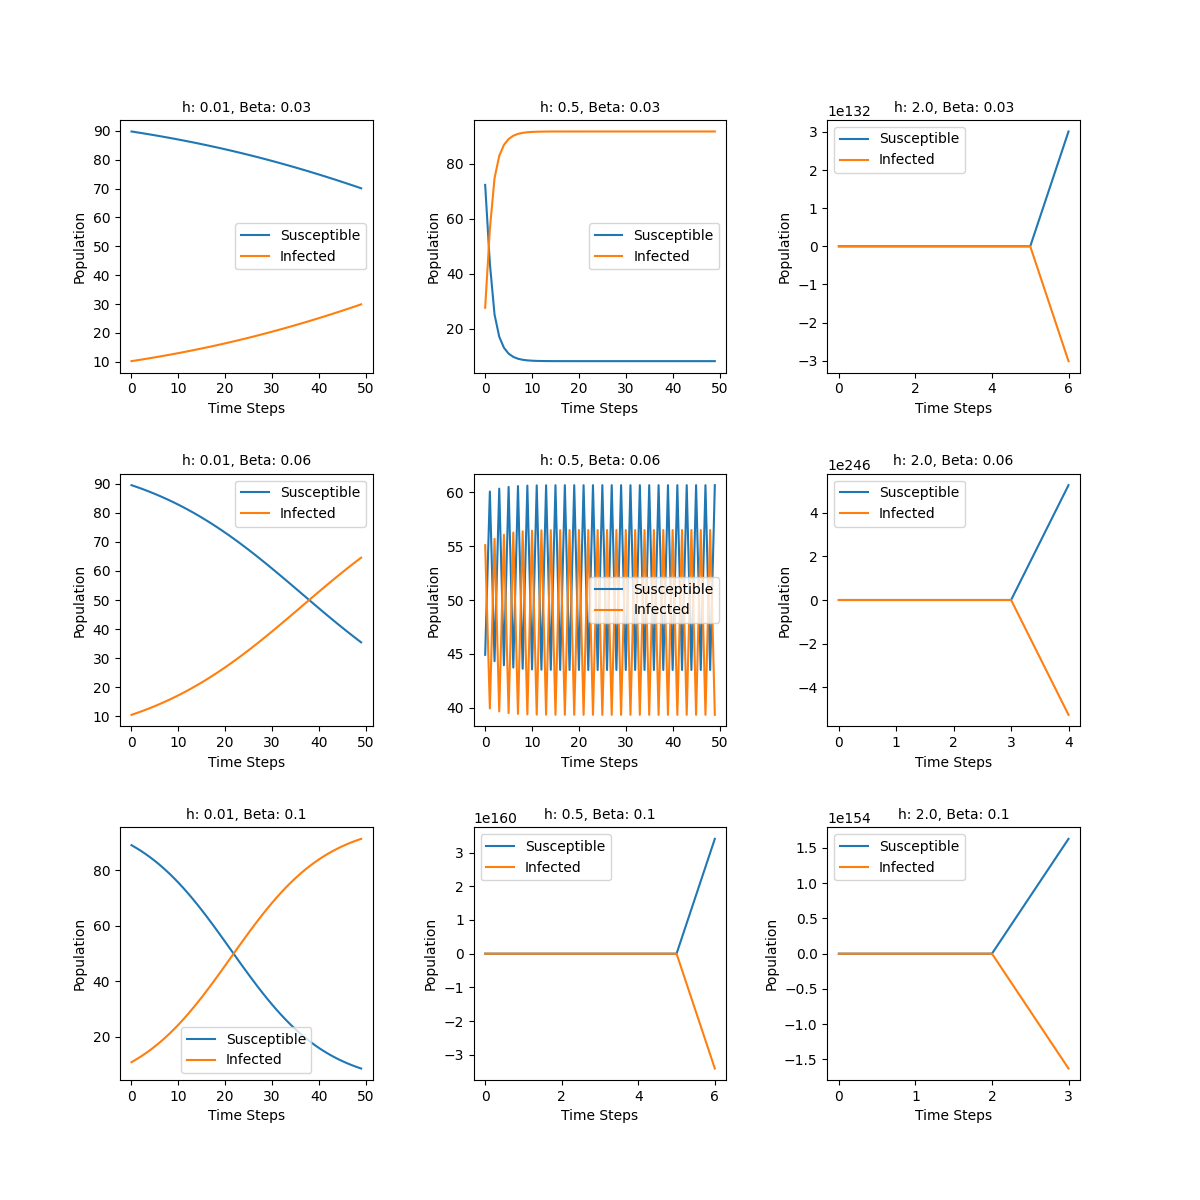 h: 0.01, Beta: 0.03
90
80
70
60
50
40
30
20
10
Population
Susceptible
Infected
0 10 20 30 40 50
Time Steps
h: 0.5, Beta: 0.03
80
60
40
20
Population
Susceptible
Infected
0 10 20 30 40 50
Time Steps
h: 2.0, Beta: 0.03
1e132
3
2
1
0
−1
−2
−3
Population
Susceptible
Infected
0 2 4 6
Time Steps
h: 0.01, Beta: 0.06
90
80
70
60
50
40
30
20
10
Population
Susceptible
Infected
0 10 20 30 40 50
Time Steps
h: 0.5, Beta: 0.06
60
55
50
45
40
Population
Susceptible
Infected
0 10 20 30 40 50
Time Steps
h: 2.0, Beta: 0.06
1e246
4
2
0
−2
−4
Population
Susceptible
Infected
0 1 2 3 4
Time Steps
h: 0.01, Beta: 0.1
80
60
40
20
Population
Susceptible
Infected
0 10 20 30 40 50
Time Steps
h: 0.5, Beta: 0.1
1e160
3
2
1
0
−1
−2
−3
Population
Susceptible
Infected
0 2 4 6
Time Steps
h: 2.0, Beta: 0.1
1e154
1.5
1.0
0.5
0.0
−0.5
−1.0
−1.5
Population
Susceptible
Infected
0 1 2 3
Time Steps